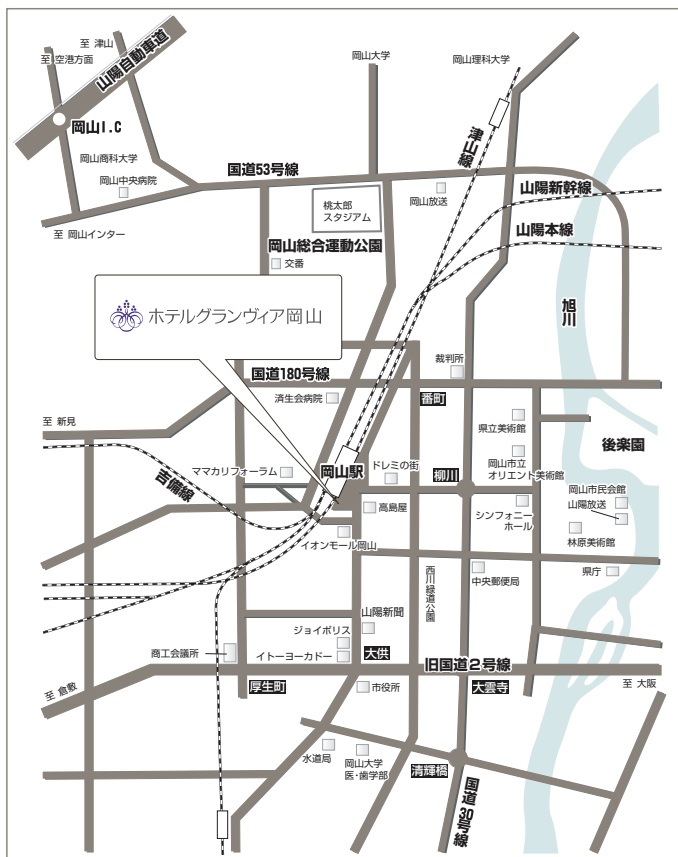 至 津山
至 空港方面
山陽自動車道
岡山I.C
岡山大学
岡山理科大学
津山線
岡山商科大学
岡山中央病院
国道53号線
岡山放送
山陽新幹線
桃太郎
スタジアム
山陽本線
至 岡山インター
岡山総合運動公園
交番
旭川
ホテルグランヴィア岡山
裁判所
国道180号線
済生会病院
番町
至 新見
県立美術館
後楽園
ママカリフォーラム
岡山駅
ドレミの街
柳川
岡山市立
オリエント美術館
吉備線
岡山市民会館
山陽放送
高島屋
シンフォニー
ホール
イオンモール岡山
林原美術館
西川緑道公園
中央郵便局
県庁
山陽新聞
ジョイポリス
商工会議所
イトーヨーカドー
大供
旧国道2号線
至 倉敷
厚生町
市役所
大雲寺
至 大阪
水道局
岡山大学
医・歯学部
清輝橋
国道30号線